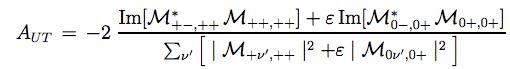 A_{UT} = -2 \frac{\mathrm{Im}[\mathcal{M}^{*}_{+-,++} \mathcal{M}_{++,++}] + \varepsilon \, \mathrm{Im}[\mathcal{M}^{*}_{0-,0+} \mathcal{M}_{0+,0+}]}{\sum_{\nu'} \left[ \, | \mathcal{M}_{+\nu',++} |^2 + \varepsilon | \mathcal{M}_{0\nu',0+} |^2 \, \right]}